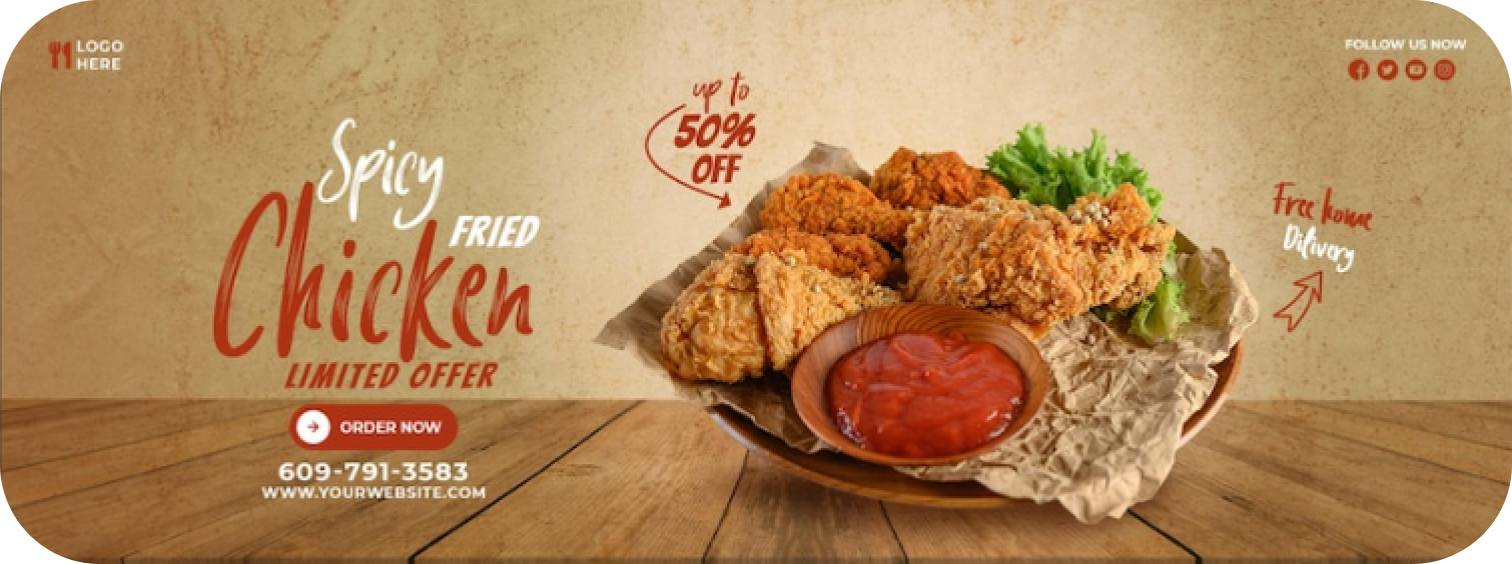 LOGO
HERE
FOLLOW US NOW
up to
50%
OFF
Spicy
FRIED
Chicken
LIMITED OFFER
Free home
Dilivery
ORDER NOW
609-791-3583
WWW.YOURWEBSITE.COM